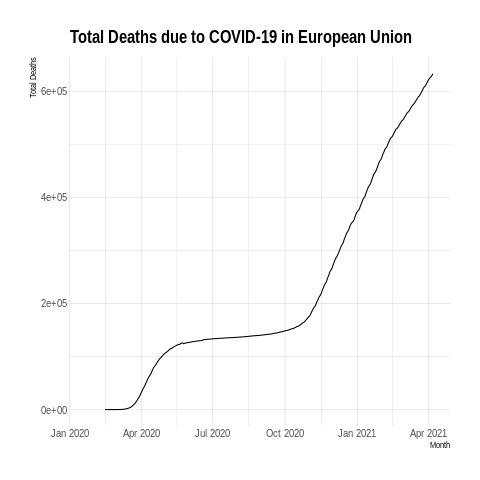 Total Deaths due to COVID-19 in European Union
Total Deaths
6e+05
4e+05
2e+05
0e+00
Jan 2020 Apr 2020 Jul 2020 Oct 2020 Jan 2021 Apr 2021
Month